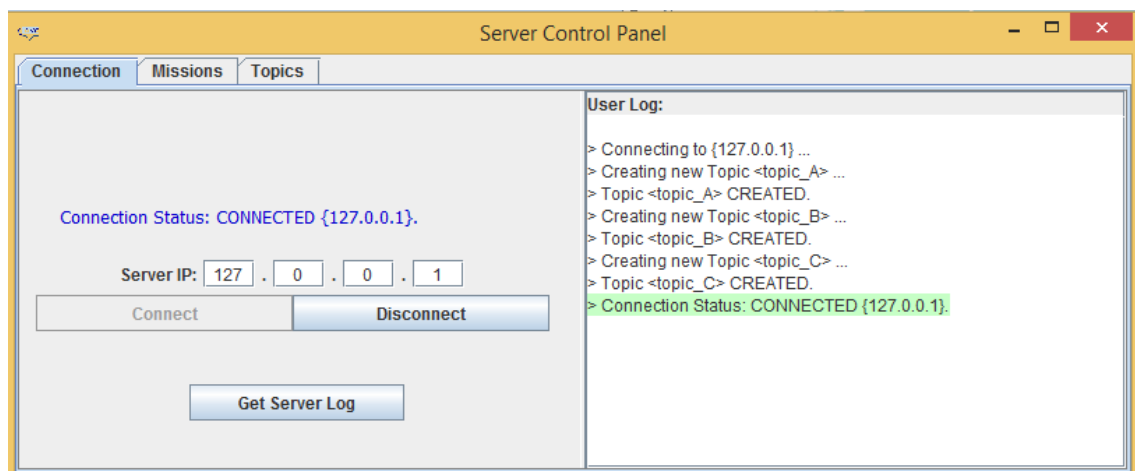 Server Control Panel
Connection Missions Topics
Connection Status: CONNECTED {127.0.0.1}.
Server IP: 127 . 0 . 0 . 1
Connect Disconnect
Get Server Log
User Log:
> Connecting to {127.0.0.1} ...
> Creating new Topic <topic_A> ...
> Topic <topic_A> CREATED.
> Creating new Topic <topic_B> ...
> Topic <topic_B> CREATED.
> Creating new Topic <topic_C> ...
> Topic <topic_C> CREATED.
> Connection Status: CONNECTED {127.0.0.1}.